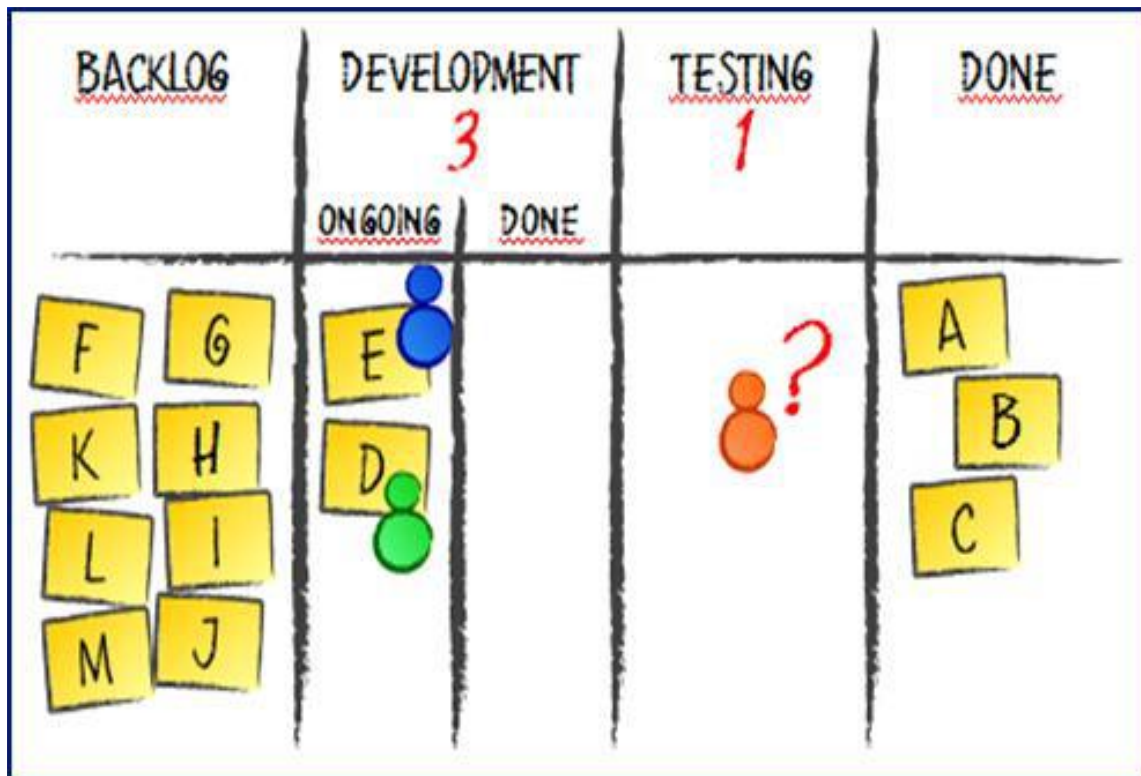 BACKLOG DEVELOPMENT TESTING DONE
3 1
ONGOING DONE
F G E ? A
K H D B
L I C
M J